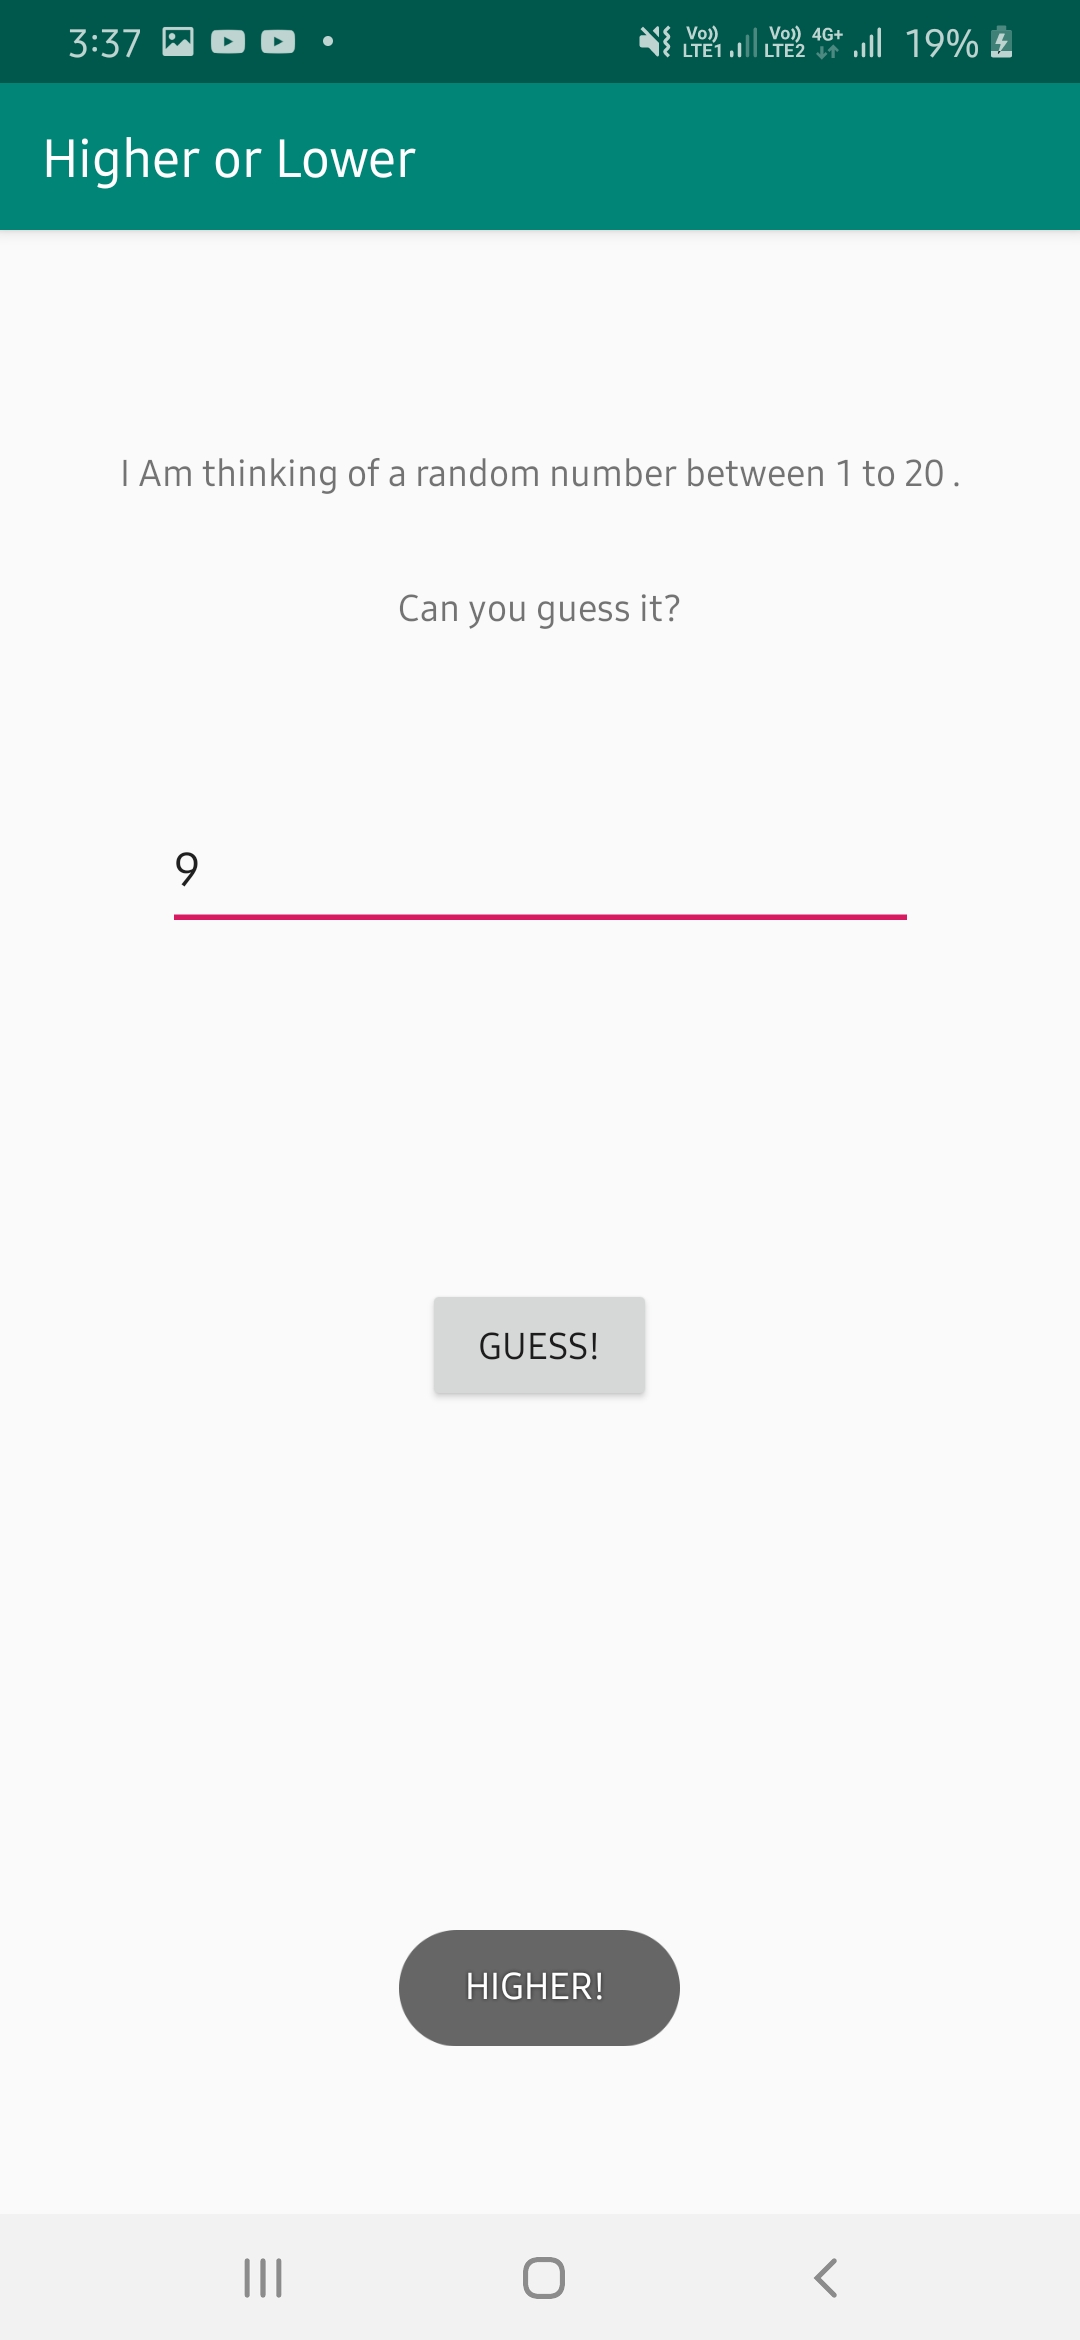 3:37
Vo)) LTE1 Vo)) LTE2 4G+ 19%
Higher or Lower
I Am thinking of a random number between 1 to 20 .
Can you guess it?
9
GUESS!
HIGHER!